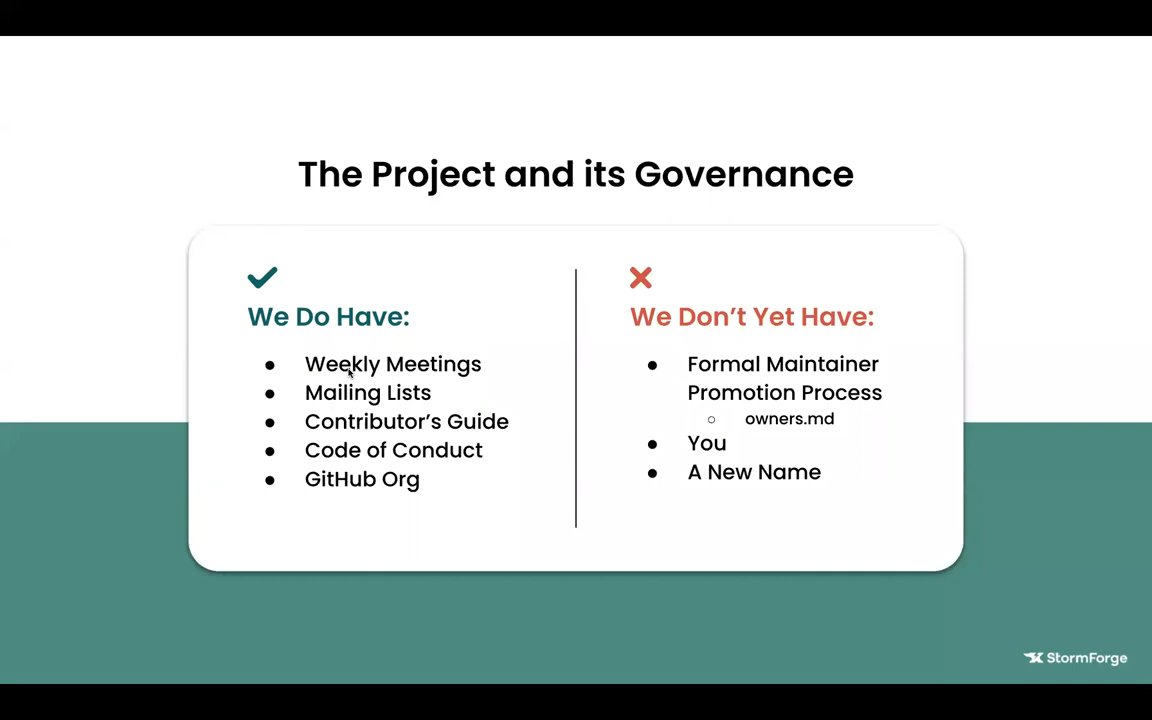 The Project and its Governance
We Do Have:
● Weekly Meetings
● Mailing Lists
● Contributor’s Guide
● Code of Conduct
● GitHub Org
We Don’t Yet Have:
● Formal Maintainer
Promotion Process
○ owners.md
● You
● A New Name
StormForge